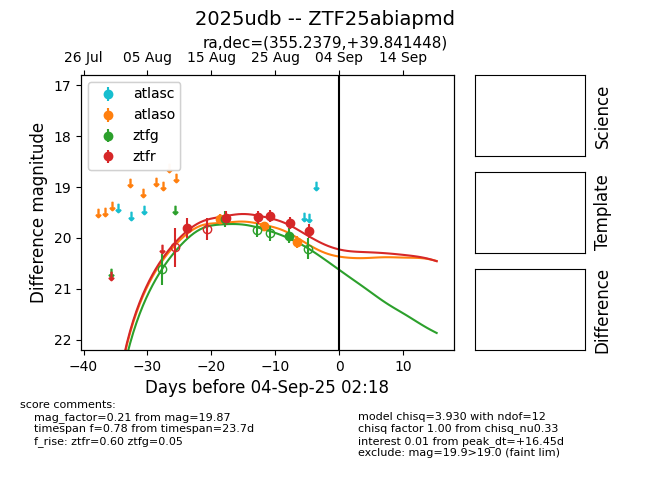 2025udb -- ZTF25abiapmd
ra,dec=(355.2379,+39.841448)
26 Jul 05 Aug 15 Aug 25 Aug 04 Sep 14 Sep
17
18
19
20
21
22
Difference magnitude
atlasc
atlaso
ztfg
ztfr
−40 −30 −20 −10 0 10
Days before 04-Sep-25 02:18
Science
Template
Difference
score comments:
mag_factor=0.21 from mag=19.87
timespan f=0.78 from timespan=23.7d
f_rise: ztfr=0.60 ztfg=0.05
model chisq=3.930 with ndof=12
chisq factor 1.00 from chisq_nu0.33
interest 0.01 from peak_dt=+16.45d
exclude: mag=19.9>19.0 (faint lim)